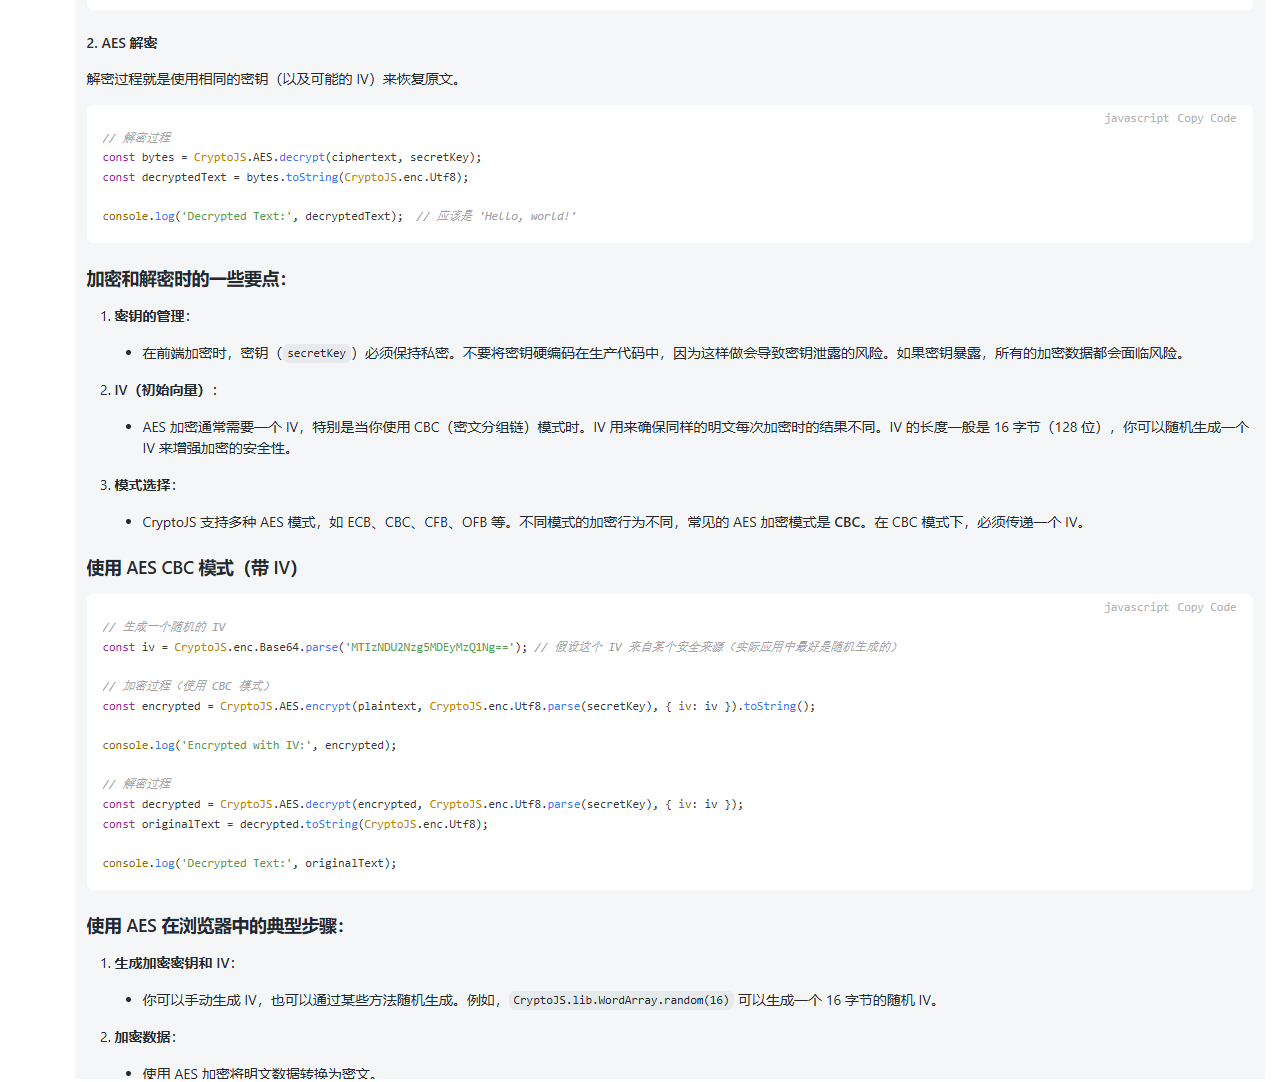 2. AES 解密
解密过程就是使用相同的密钥（以及可能的 IV）来恢复原文。
javascript Copy Code
// 解密过程
const bytes = CryptoJS.AES.decrypt(ciphertext, secretKey);
const decryptedText = bytes.toString(CryptoJS.enc.Utf8);
console.log('Decrypted Text:', decryptedText);  // 应该是 'Hello, world!'
加密和解密时的一些要点：
1. 密钥的管理：
• 在前端加密时，密钥（secretKey）必须保持私密。不要将密钥硬编码在生产代码中，因为这样做会导致密钥泄露的风险。如果密钥暴露，所有的加密数据都会面临风险。
2. IV（初始向量）：
• AES 加密通常需要一个 IV，特别是当你使用 CBC（密文分组链）模式时。IV 用来确保同样的明文每次加密时的结果不同。IV 的长度一般是 16 字节（128 位），你可以随机生成一个
IV 来增强加密的安全性。
3. 模式选择：
• CryptoJS 支持多种 AES 模式，如 ECB、CBC、CFB、OFB 等。不同模式的加密行为不同，常见的 AES 加密模式是 CBC。在 CBC 模式下，必须传递一个 IV。
使用 AES CBC 模式（带 IV）
javascript Copy Code
// 生成一个随机的 IV
const iv = CryptoJS.enc.Base64.parse('MTIzNDU2Nzg5MDEyMzQ1Ng=='); // 假设这个 IV 来自某个安全来源（实际应用中最好是随机生成的）
// 加密过程（使用 CBC 模式）
const encrypted = CryptoJS.AES.encrypt(plaintext, CryptoJS.enc.Utf8.parse(secretKey), { iv: iv }).toString();
console.log('Encrypted with IV:', encrypted);
// 解密过程
const decrypted = CryptoJS.AES.decrypt(encrypted, CryptoJS.enc.Utf8.parse(secretKey), { iv: iv });
const originalText = decrypted.toString(CryptoJS.enc.Utf8);
console.log('Decrypted Text:', originalText);
使用 AES 在浏览器中的典型步骤：
1. 生成加密密钥和 IV：
• 你可以手动生成 IV，也可以通过某些方法随机生成。例如，CryptoJS.lib.WordArray.random(16) 可以生成一个 16 字节的随机 IV。
2. 加密数据：
• 使用 AES 加密将明文数据转换为密文。